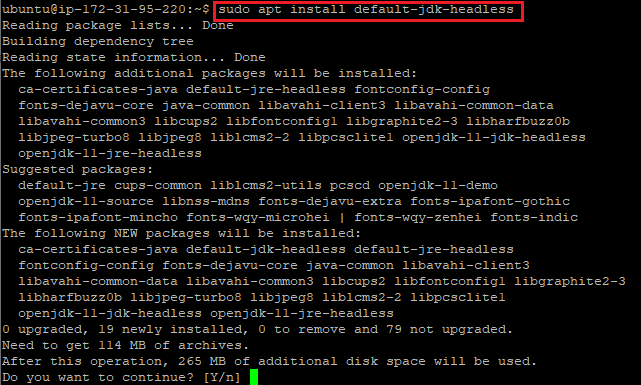 ubuntu@ip-172-31-95-220:~$ sudo apt install default-jdk-headless
Reading package lists... Done
Building dependency tree
Reading state information... Done
The following additional packages will be installed:
  ca-certificates-java default-jre-headless fontconfig-config
  fonts-dejavu-core java-common libavahi-client3 libavahi-common-data
  libavahi-common3 libcups2 libfontconfig1 libgraphite2-3 libharfbuzz0b
  libjpeg-turbo8 libjpeg8 liblcms2-2 libpcsclite1 openjdk-11-jdk-headless
  openjdk-11-jre-headless
Suggested packages:
  default-jre cups-common liblcms2-utils pcscd openjdk-11-demo
  openjdk-11-source libnss-mdns fonts-dejavu-extra fonts-ipafont-gothic
  fonts-ipafont-mincho fonts-wqy-microhei | fonts-wqy-zenhei fonts-indic
The following NEW packages will be installed:
  ca-certificates-java default-jdk-headless default-jre-headless
  fontconfig-config fonts-dejavu-core java-common libavahi-client3
  libavahi-common-data libavahi-common3 libcups2 libfontconfig1 libgraphite2-3
  libharfbuzz0b libjpeg-turbo8 libjpeg8 liblcms2-2 libpcsclite1
  openjdk-11-jdk-headless openjdk-11-jre-headless
0 upgraded, 19 newly installed, 0 to remove and 79 not upgraded.
Need to get 114 MB of archives.
After this operation, 265 MB of additional disk space will be used.
Do you want to continue? [Y/n]